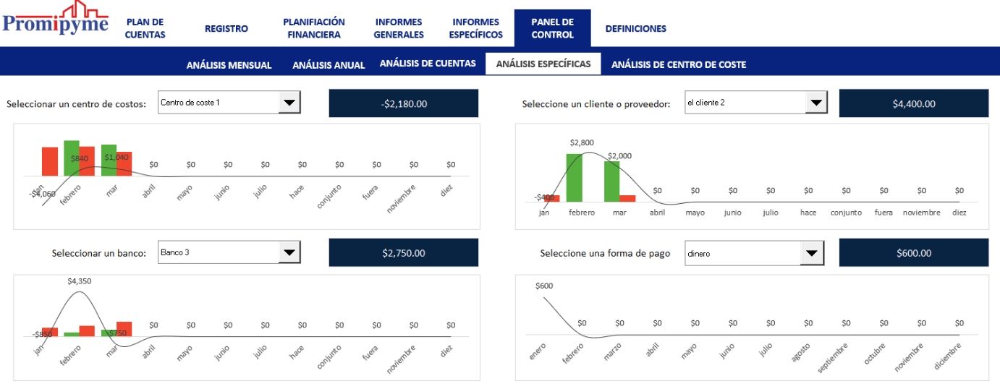 Promipyme
PLAN DE
CUENTAS
REGISTRO
PLANIFIACIÓN
FINANCIERA
INFORMES
GENERALES
INFORMES
ESPECÍFICOS
PANEL DE
CONTROL
DEFINICIONES
ANÁLISIS MENSUAL
ANÁLISIS ANUAL
ANÁLISIS DE CUENTAS
ANÁLISIS ESPECÍFICAS
ANÁLISIS DE CENTRO DE COSTE
Seleccionar un centro de costos:
Centro de coste 1
-$2,180.00
-$4,060
$840
$1,040
$0 $0 $0 $0 $0 $0 $0 $0 $0
jan febrero mar abril mayo junio julio hace conjunto fuera noviembre diez
Seleccione un cliente o proveedor:
el cliente 2
$4,400.00
-$400
$2,800
$2,000
$0 $0 $0 $0 $0 $0 $0 $0 $0
jan febrero mar abril mayo junio julio hace conjunto fuera noviembre diez
Seleccionar un banco:
Banco 3
$2,750.00
-$850
$4,350
-$750
$0 $0 $0 $0 $0 $0 $0 $0 $0
jan febrero mar abril mayo junio julio hace conjunto fuera noviembre diez
Seleccione una forma de pago
dinero
$600.00
$600
$0 $0 $0 $0 $0 $0 $0 $0 $0 $0 $0
enero febrero marzo abril mayo junio julio agosto septiembre octubre noviembre diciembre